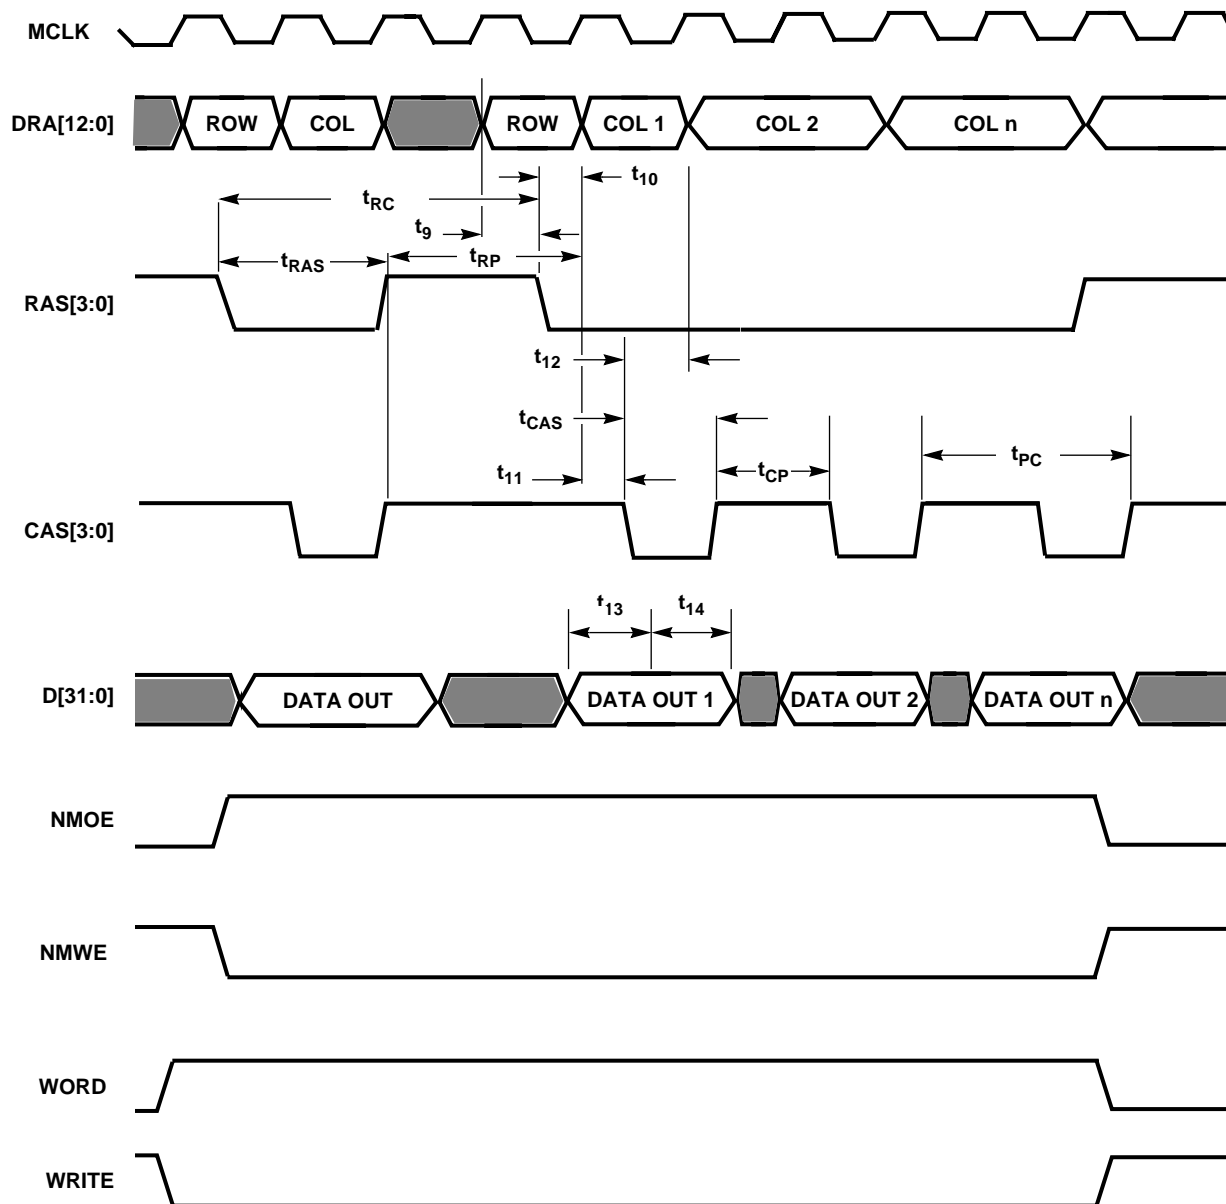 MCLK
DRA[12:0] ROW COL ROW COL 1 COL 2 COL n
t10
tRC
t9
tRP
tRAS
RAS[3:0]
t12
tCAS
tPC
tCP
t11
CAS[3:0]
t13 t14
D[31:0] DATA OUT DATA OUT 1 DATA OUT 2 DATA OUT n
NMOE
NMWE
WORD
WRITE